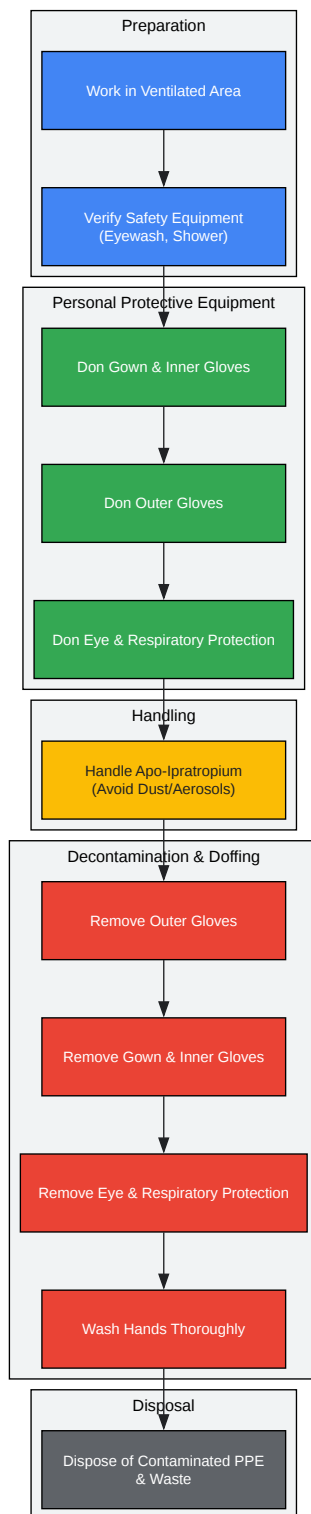 Preparation
Work in Ventilated Area
Verify Safety Equipment
(Eyewash, Shower)
Personal Protective Equipment
Don Gown & Inner Gloves
Don Outer Gloves
Don Eye & Respiratory Protection
Handling
Handle Apo-Ipratropium
(Avoid Dust/Aerosols)
Decontamination & Doffing
Remove Outer Gloves
Remove Gown & Inner Gloves
Remove Eye & Respiratory Protection
Wash Hands Thoroughly
Disposal
Dispose of Contaminated PPE
& Waste